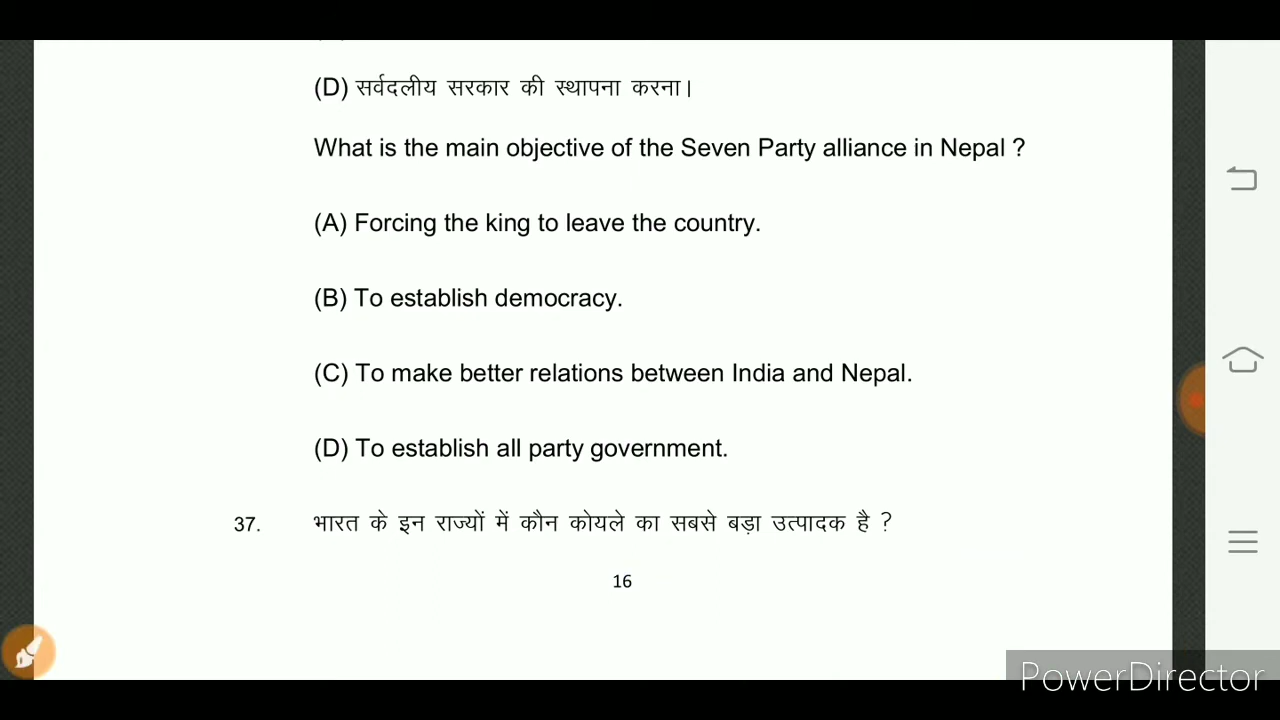 (D) सर्वदलीय सरकार की स्थापना करना।
What is the main objective of the Seven Party alliance in Nepal ?
(A) Forcing the king to leave the country.
(B) To establish democracy.
(C) To make better relations between India and Nepal.
(D) To establish all party government.
37. भारत के इन राज्यों में कौन कोयले का सबसे बड़ा उत्पादक है ?
16
PowerDirector